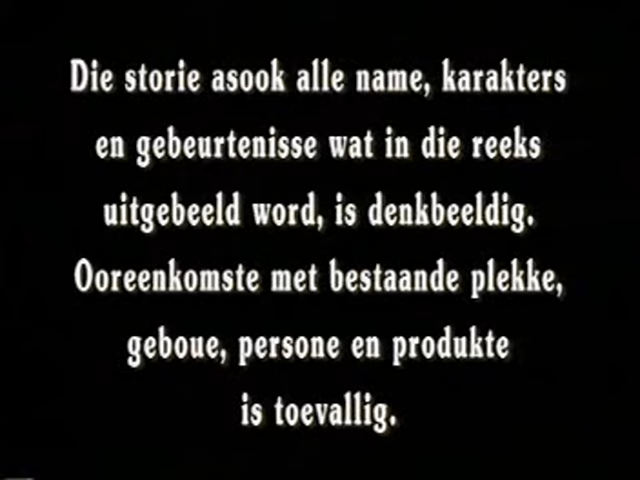 Die storie asook alle name, karakters
en gebeurtenisse wat in die reeks
uitgebeeld word, is denkbeeldig.
Ooreenkomste met bestaande plekke,
geboue, persone en produkte
is toevallig.